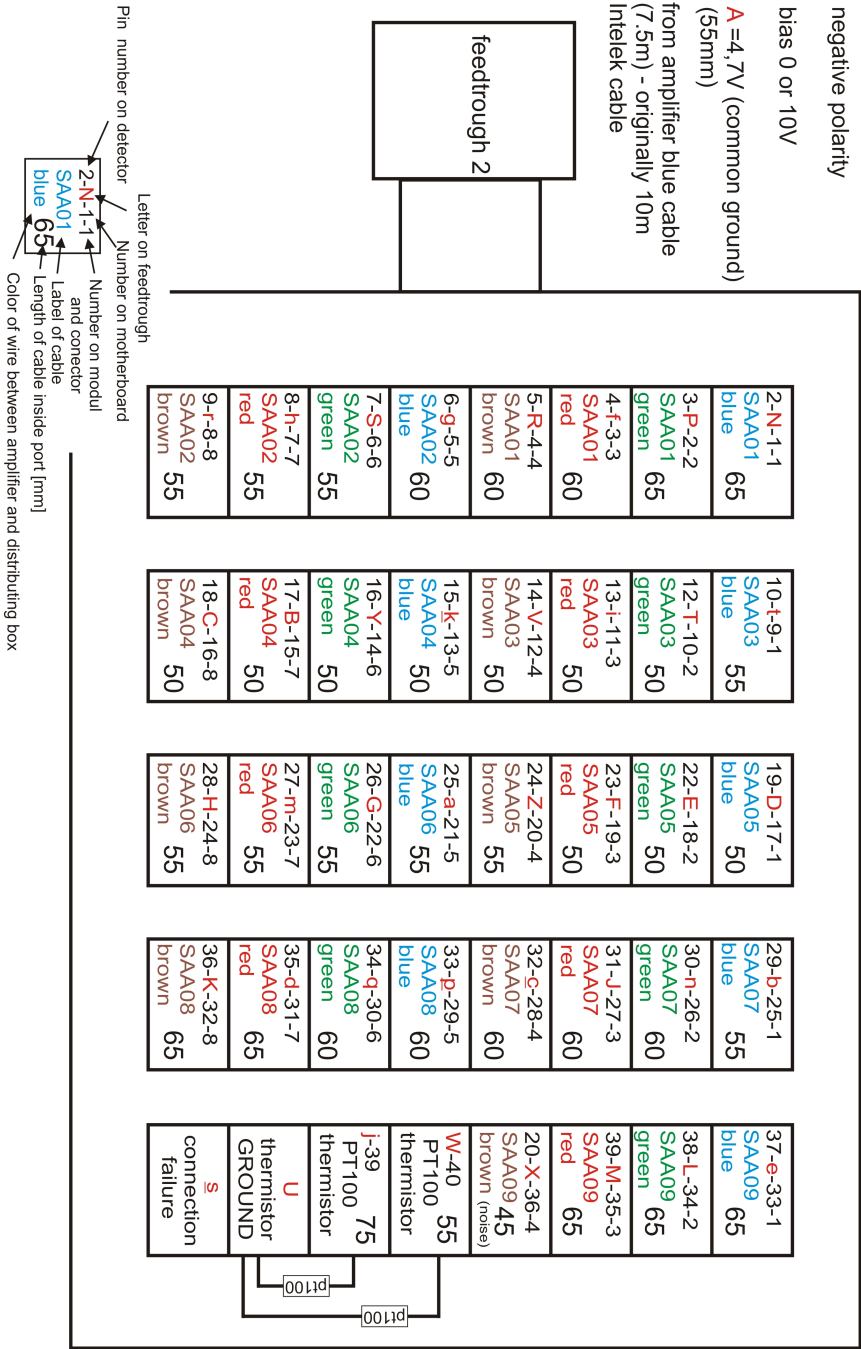 negative polarity
bias 0 or 10V
A =4,7V (common ground)
(55mm)
from amplifier blue cable
(7.5m) - originally 10m
Intelek cable
feedtrough 2
2-N-1-1
SAA01
blue 65
3-P-2-2
SAA01
green 65
4-f-3-3
SAA01
red 60
5-R-4-4
SAA01
brown 60
6-g-5-5
SAA02
blue 60
7-S-6-6
SAA02
green 55
8-h-7-7
SAA02
red 55
9-r-8-8
SAA02
brown 55
10-t-9-1
SAA03
blue 55
12-T-10-2
SAA03
green 50
13-i-11-3
SAA03
red 50
14-V-12-4
SAA03
brown 50
15-k-13-5
SAA04
blue 50
16-Y-14-6
SAA04
green 50
17-B-15-7
SAA04
red 50
18-C-16-8
SAA04
brown 50
19-D-17-1
SAA05
blue 50
22-E-18-2
SAA05
green 50
23-F-19-3
SAA05
red 50
24-Z-20-4
SAA05
brown 55
25-a-21-5
SAA06
blue 55
26-G-22-6
SAA06
green 55
27-m-23-7
SAA06
red 55
28-H-24-8
SAA06
brown 55
29-b-25-1
SAA07
blue 55
30-n-26-2
SAA07
green 60
31-J-27-3
SAA07
red 60
32-c-28-4
SAA07
brown 60
33-p-29-5
SAA08
blue 60
34-q-30-6
SAA08
green 60
35-d-31-7
SAA08
red 65
36-K-32-8
SAA08
brown 65
37-e-33-1
SAA09
blue 65
38-L-34-2
SAA09
green 65
39-M-35-3
SAA09
red 65
20-X-36-4
SAA09
brown (noise) 45
W-40
PT100 55
thermistor
j-39
PT100 75
thermistor
U
thermistor
GROUND
s
connection
failure
pt100
pt100
Pin number on detector
Letter on feedtrough
Number on motherboard
Number on modul
and conector
Label of cable
Length of cable inside port [mm]
Color of wire between amplifier and distributing box
2-N-1-1
SAA01
blue 65